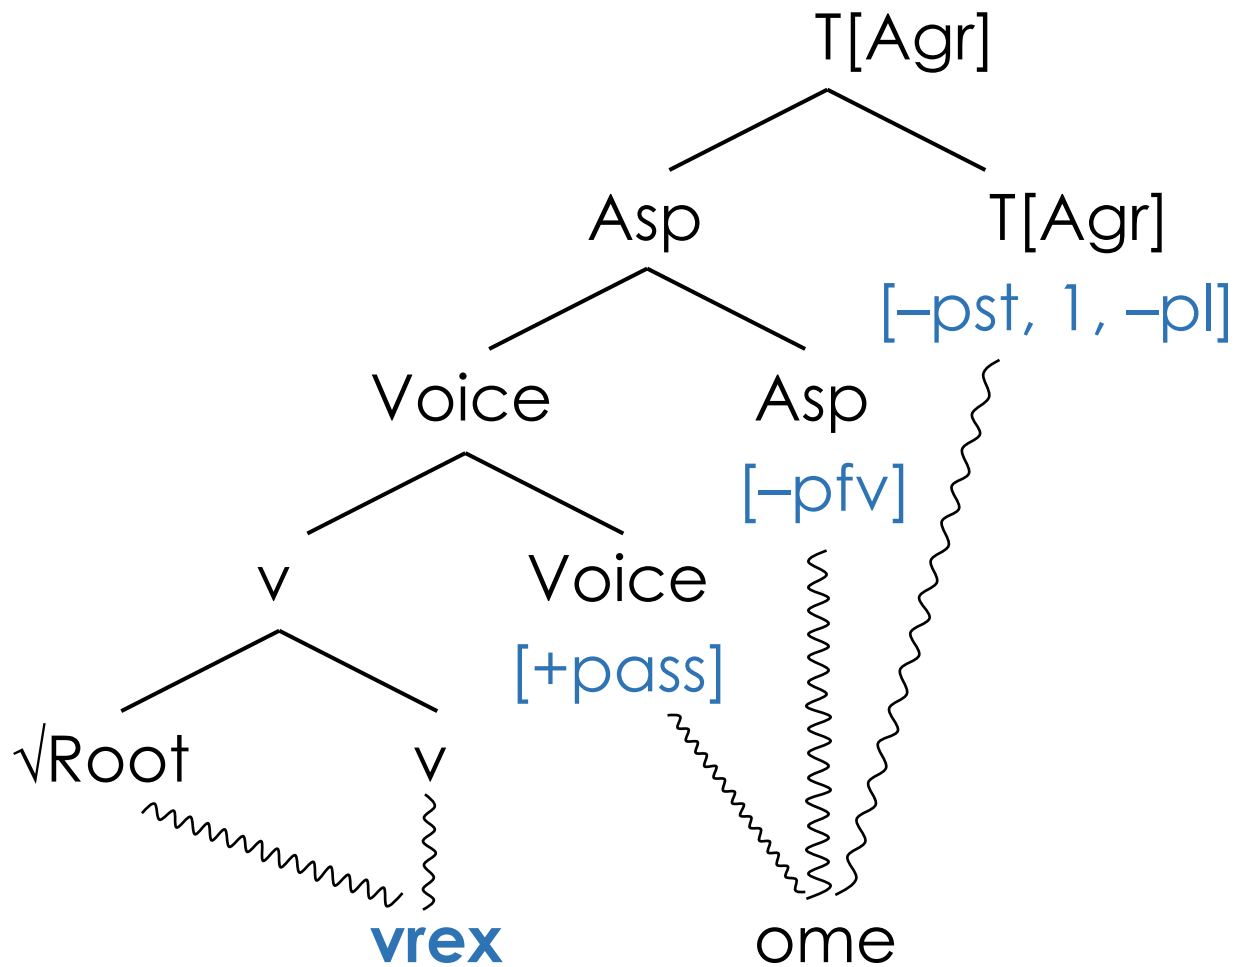 T[Agr]
Asp T[Agr]
[–pst, 1, –pl]
Voice Asp
[–pfv]
v Voice
[+pass]
√Root v
vrex ome